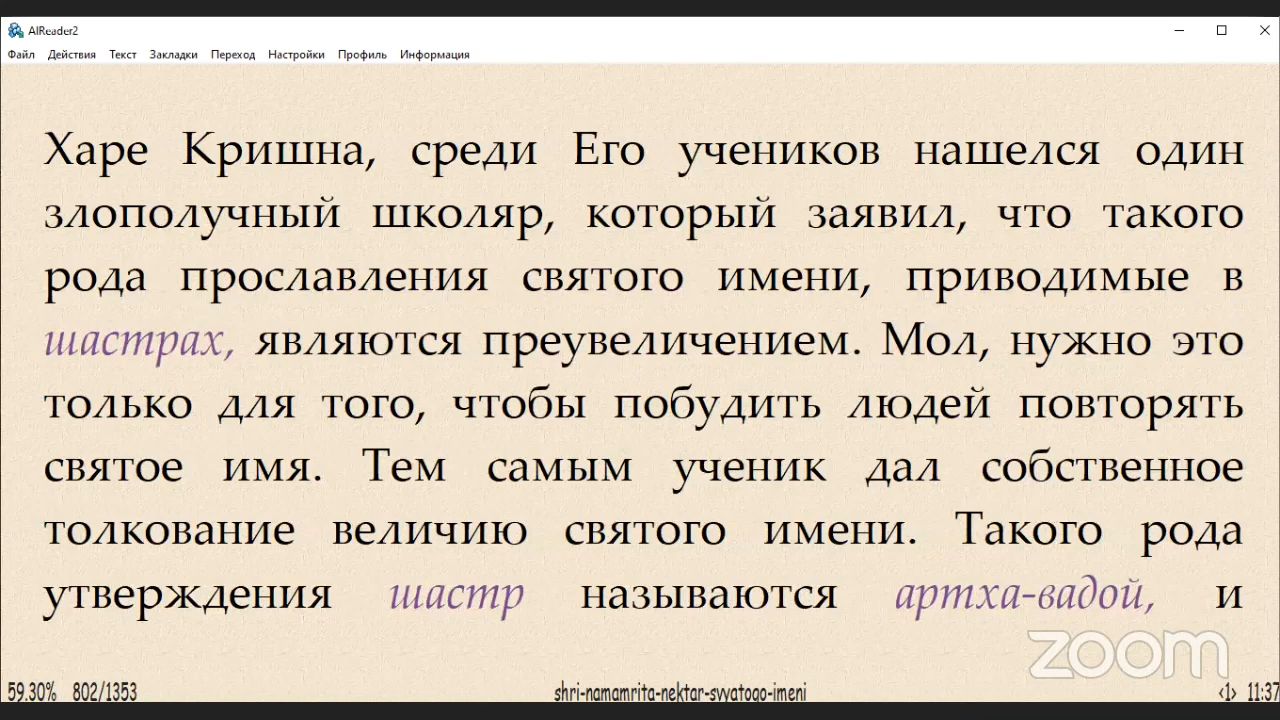 AlReader2
Файл Действия Текст Закладки Переход Настройки Профиль Информация
Харе Кришна, среди Его учеников нашелся один
злополучный школяр, который заявил, что такого
рода прославления святого имени, приводимые в
шастрах, являются преувеличением. Мол, нужно это
только для того, чтобы побудить людей повторять
святое имя. Тем самым ученик дал собственное
толкование величию святого имени. Такого рода
утверждения шастр называются артха-вадой, и
zoom
59.30% 802/1353 shri-namamrita-nektar-svyatogo-imeni ‹1› 11:37